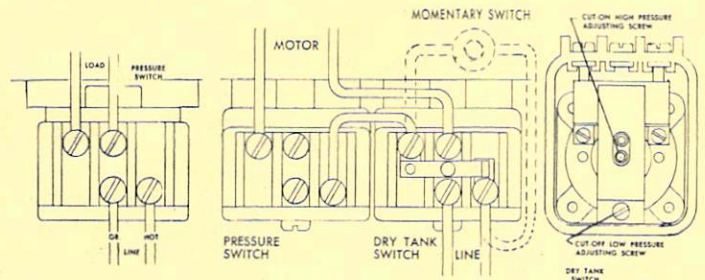 LOAD
PRESSURE
SWITCH
GR
HOT
LINE
MOTOR
MOMENTARY SWITCH
PRESSURE
SWITCH
DRY TANK
SWITCH
LINE
CUT-ON HIGH PRESSURE
ADJUSTING SCREW
CUT-OFF LOW PRESSURE
ADJUSTING SCREW
DRY TANK
SWITCH